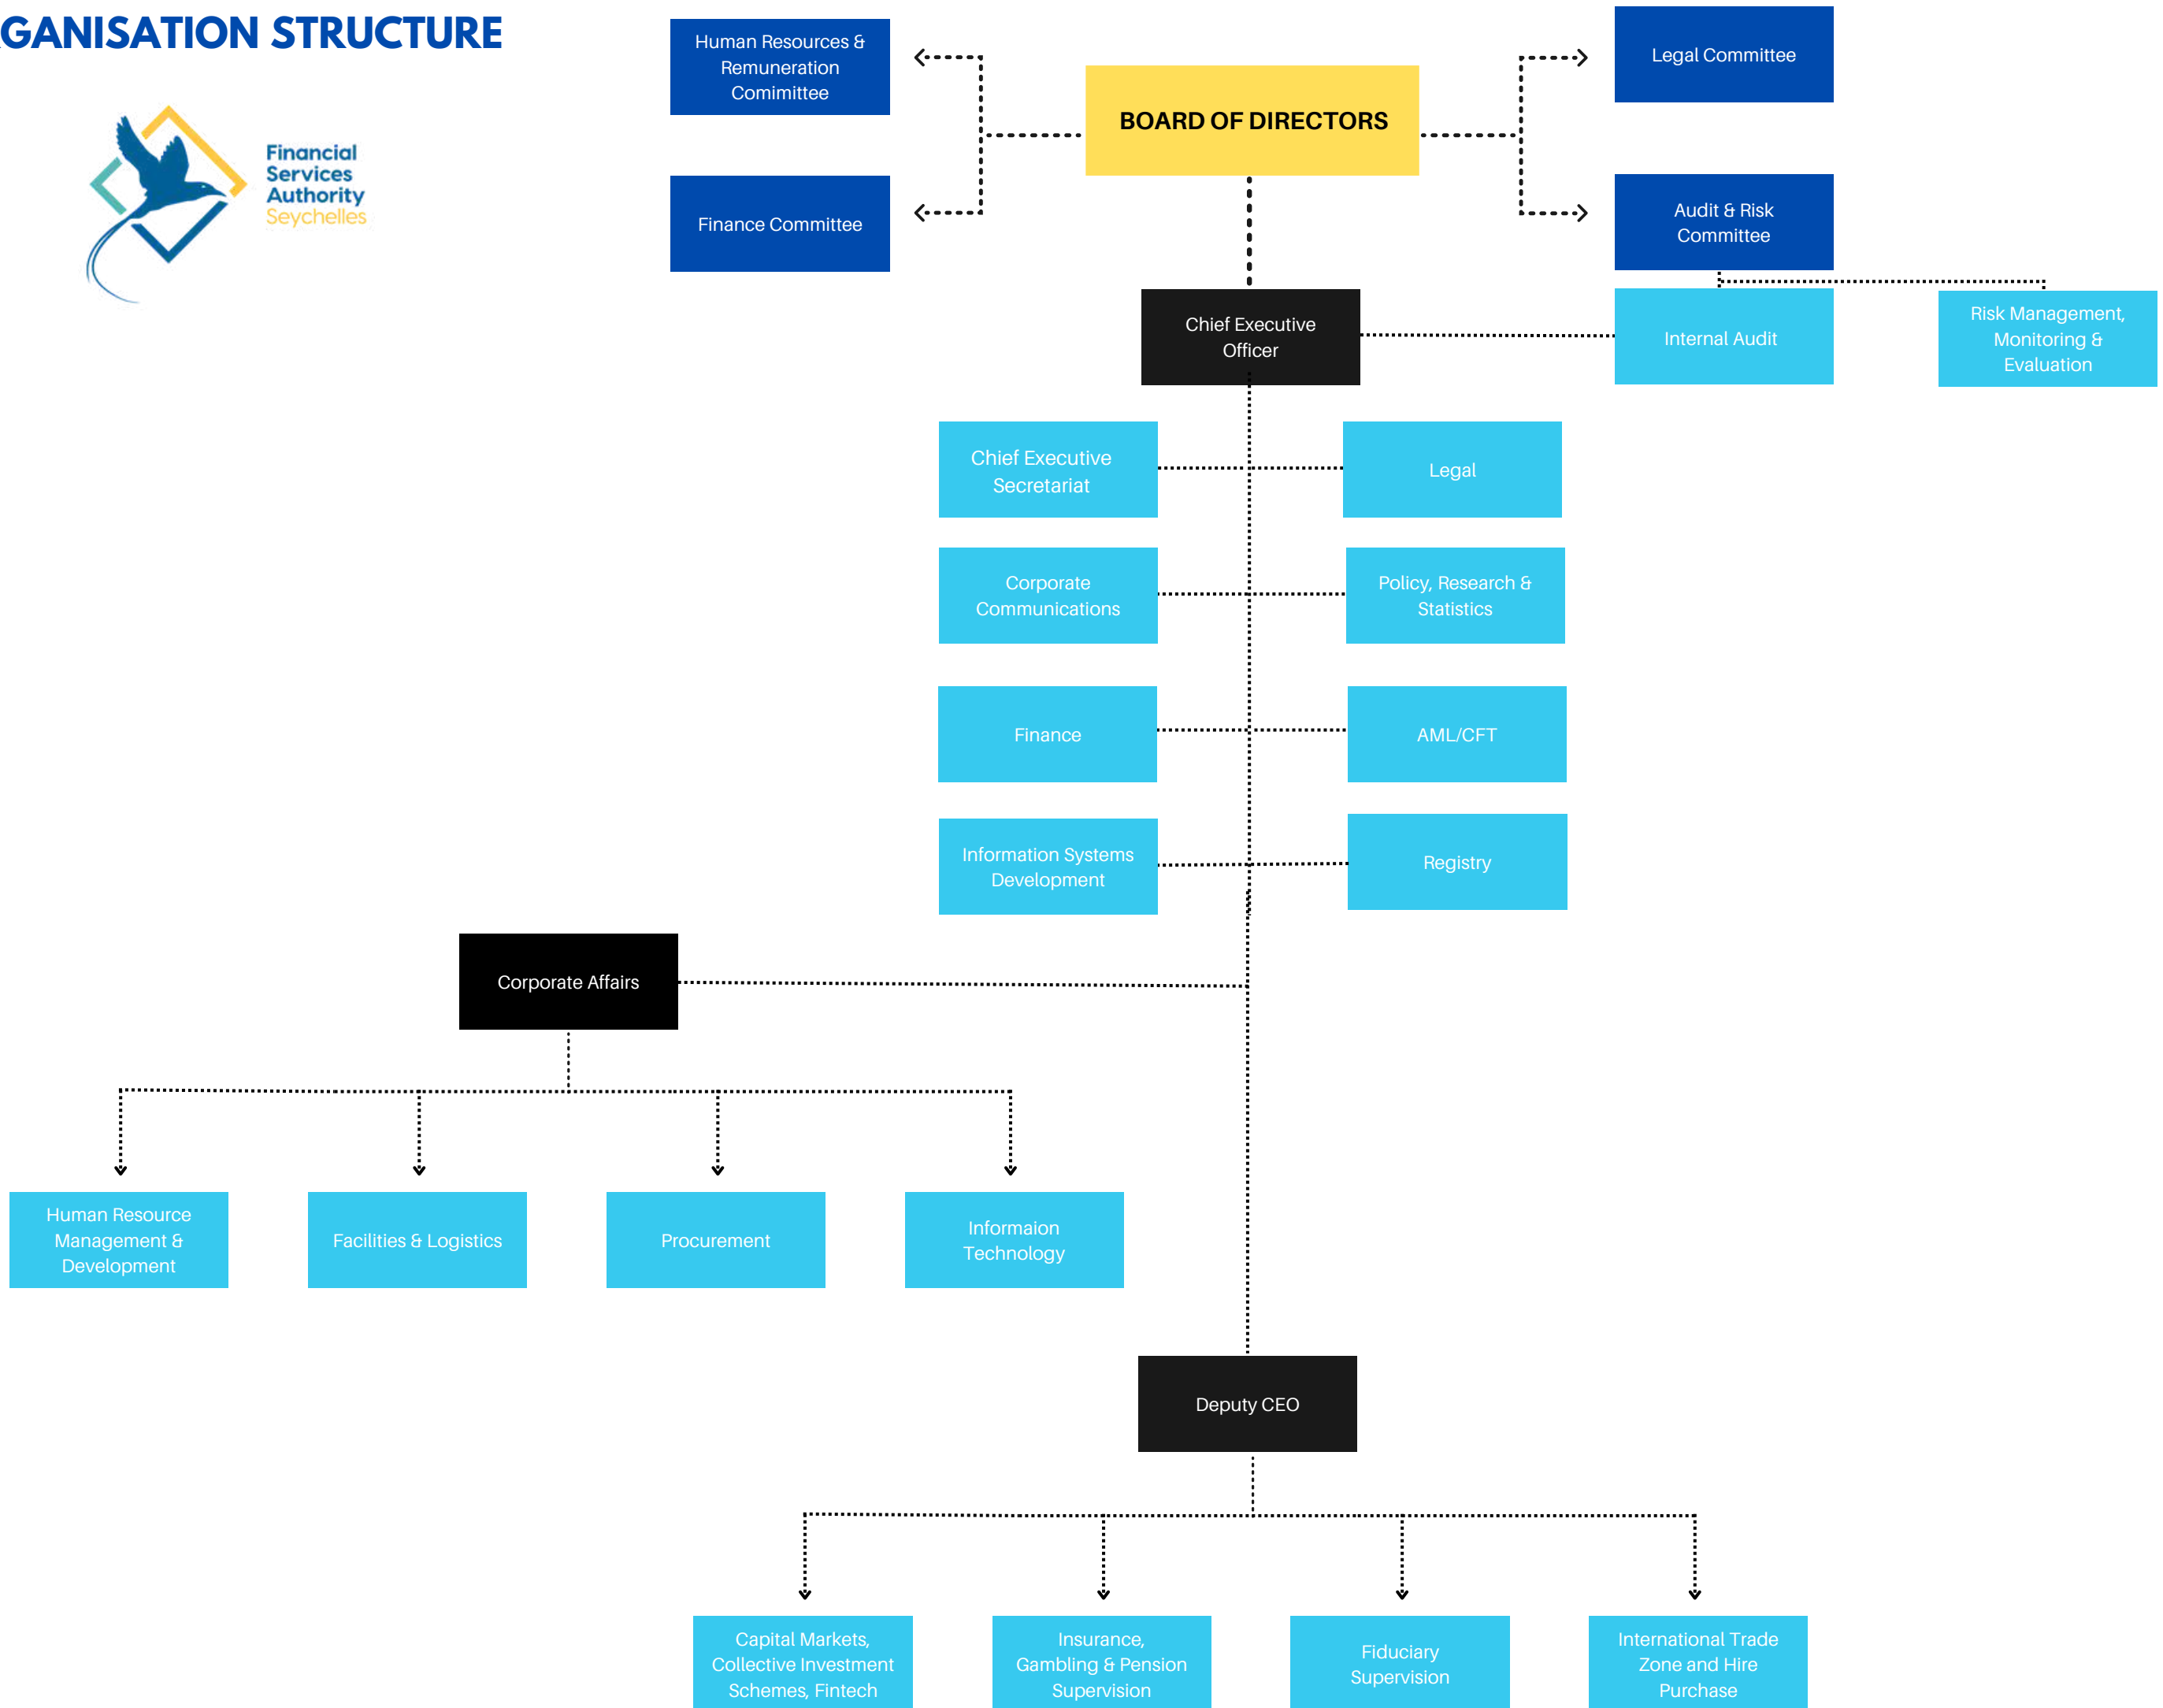 GANISATION STRUCTURE
Financial
Services
Authority
Seychelles
Human Resources &
Remuneration
Comimittee
BOARD OF DIRECTORS
Legal Committee
Finance Committee
Audit & Risk
Committee
Chief Executive
Officer
Internal Audit
Risk Management,
Monitoring &
Evaluation
Chief Executive
Secretariat
Legal
Corporate
Communications
Policy, Research &
Statistics
Finance
AML/CFT
Information Systems
Development
Registry
Corporate Affairs
Human Resource
Management &
Development
Facilities & Logistics
Procurement
Informaion
Technology
Deputy CEO
Capital Markets,
Collective Investment
Schemes, Fintech
Insurance,
Gambling & Pension
Supervision
Fiduciary
Supervision
International Trade
Zone and Hire
Purchase